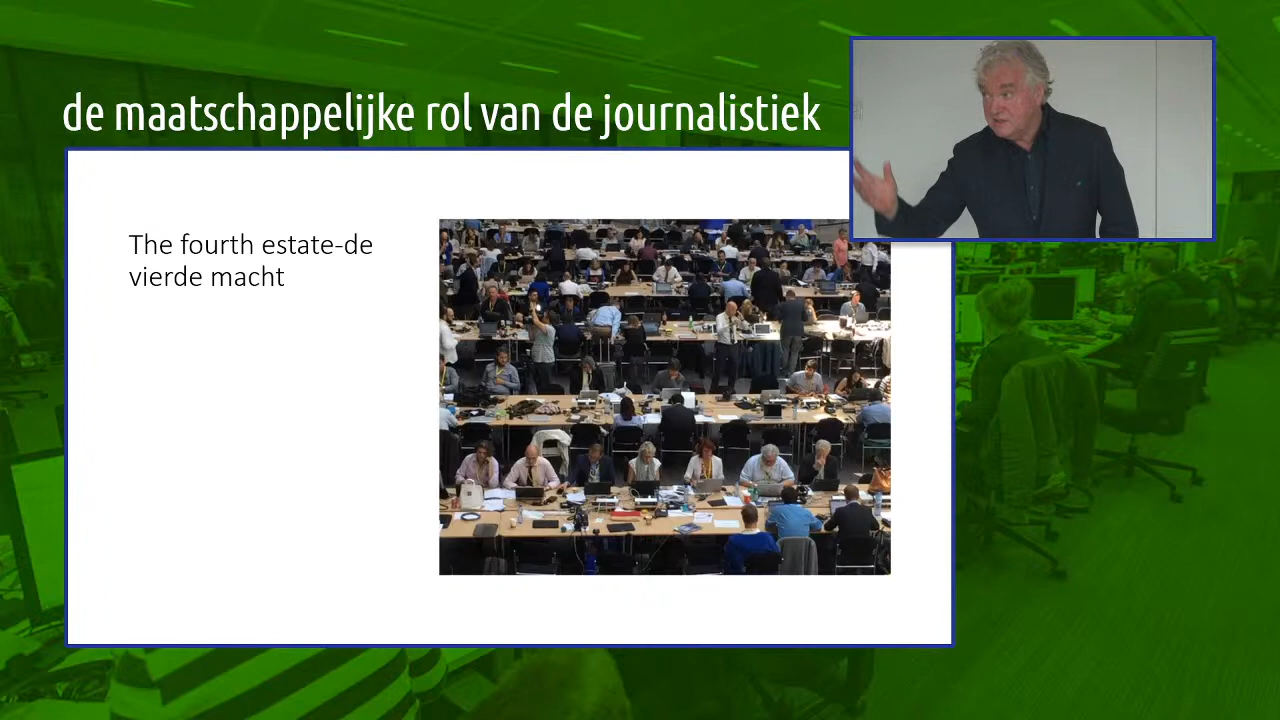 de maatschappelijke rol van de journalistiek
The fourth estate-de
vierde macht